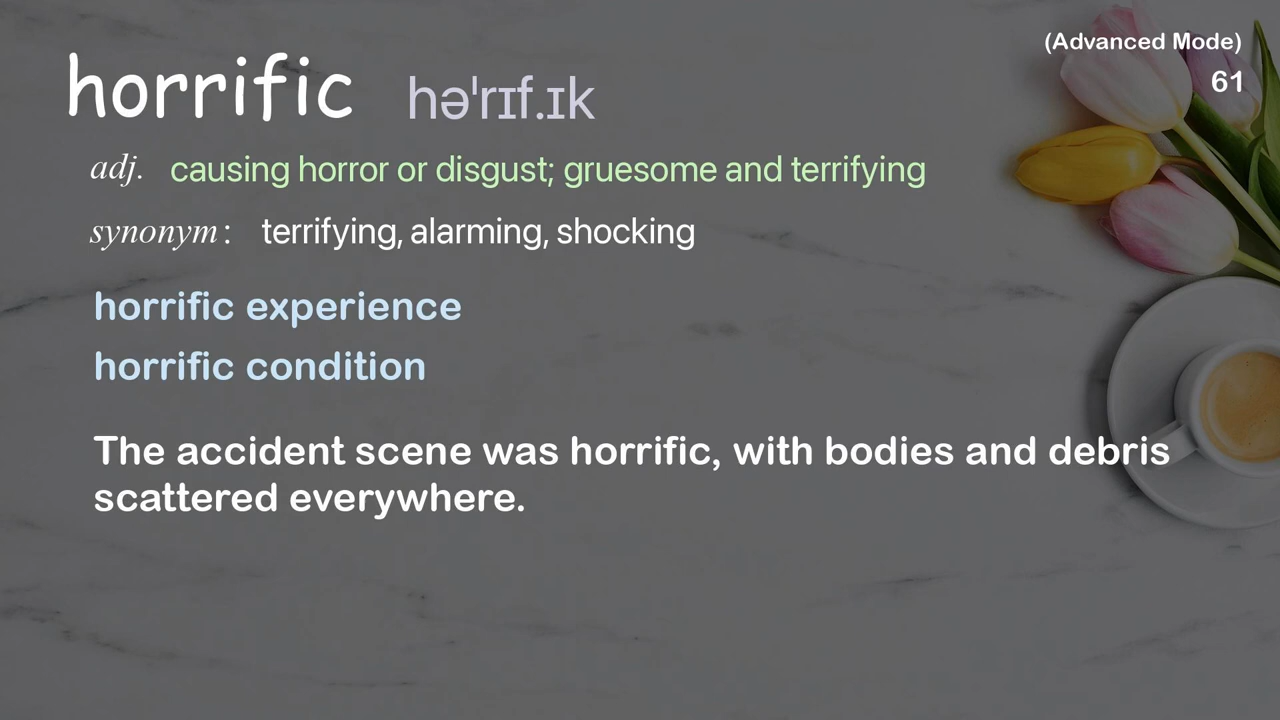 (Advanced Mode)
61
horrific həˈrɪf.ɪk
adj. causing horror or disgust; gruesome and terrifying
synonym: terrifying, alarming, shocking
horrific experience
horrific condition
The accident scene was horrific, with bodies and debris
scattered everywhere.